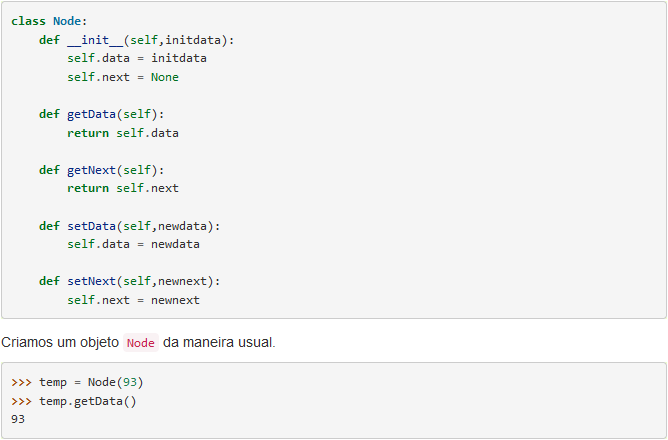 class Node:
    def __init__(self,initdata):
        self.data = initdata
        self.next = None

    def getData(self):
        return self.data

    def getNext(self):
        return self.next

    def setData(self,newdata):
        self.data = newdata

    def setNext(self,newnext):
        self.next = newnext
Criamos um objeto Node da maneira usual.
>>> temp = Node(93)
>>> temp.getData()
93